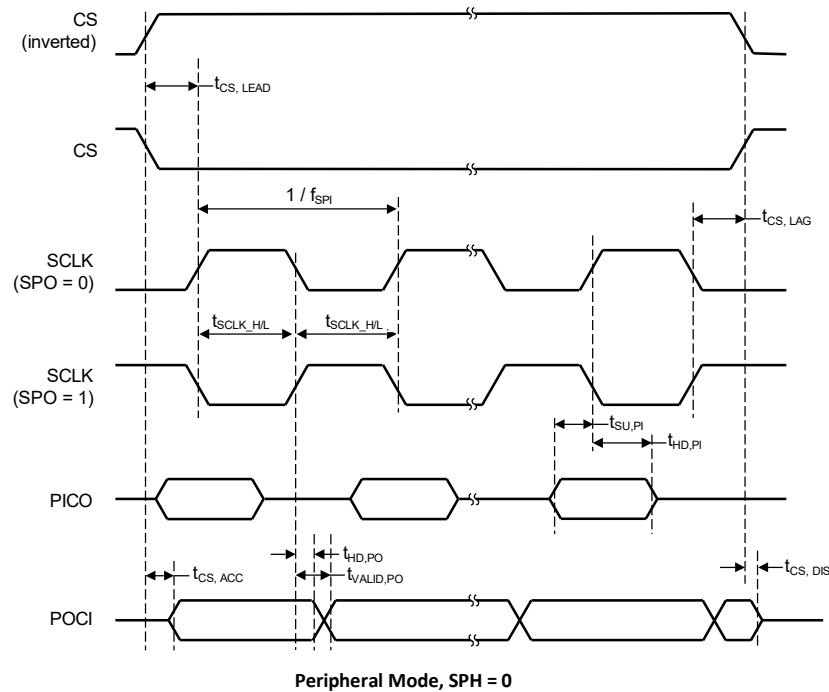 CS
(inverted)
tCS, LEAD
CS
1 / fSPI
tCS, LAG
SCLK
(SPO = 0)
tSCLK_H/L
tSCLK_H/L
SCLK
(SPO = 1)
tSU,PI
tHD,PI
PICO
tHD,PO
tCS, ACC
tVALID,PO
tCS, DIS
POCI
Peripheral Mode, SPH = 0